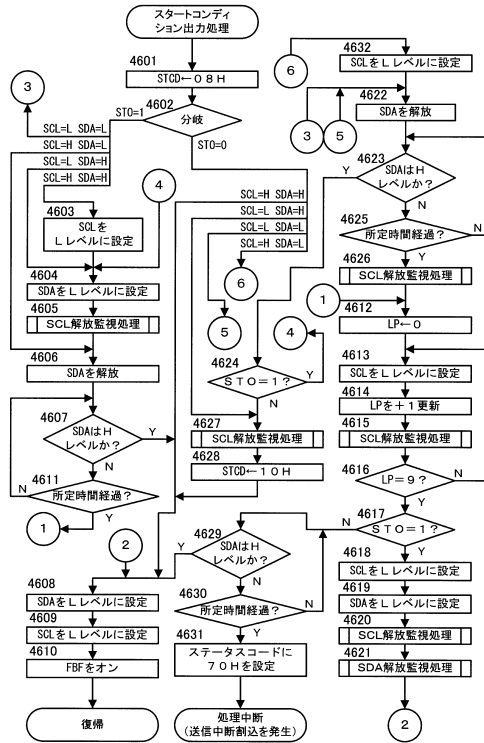 スタートコンディ
ション出力処理
4601
STCD←08H
4602
分岐
STO=1
STO=0
3
SCL=L SDA=L
SCL=H SDA=L
SCL=L SDA=H
SCL=H SDA=H
4
4603
SCLを
Lレベルに設定
4604
SDAをLレベルに設定
4605
SCL解放監視処理
4606
SDAを解放
4607
SDAはH
レベルか?
Y
N
4611
所定時間経過?
N
Y
1
2
4608
SDAをLレベルに設定
4609
SCLをLレベルに設定
4610
FBFをオン
復帰
SCL=H SDA=H
SCL=L SDA=H
SCL=L SDA=L
SCL=H SDA=L
6
5
4
4624
STO=1?
Y
N
4627
SCL解放監視処理
4628
STCD←10H
4629
SDAはH
レベルか?
Y
N
4630
所定時間経過?
N
Y
4631
ステータスコードに
70Hを設定
処理中断
(送信中断割込を発生)
6
4632
SCLをLレベルに設定
3
5
4622
SDAを解放
4623
SDAはH
レベルか?
Y
N
4625
所定時間経過?
N
Y
4626
SCL解放監視処理
1
4612
LP←0
4613
SCLをLレベルに設定
4614
LPを+1更新
4615
SCL解放監視処理
4616
LP=9?
N
Y
4617
STO=1?
N
Y
4618
SCLをLレベルに設定
4619
SDAをLレベルに設定
4620
SCL解放監視処理
4621
SDA解放監視処理
2